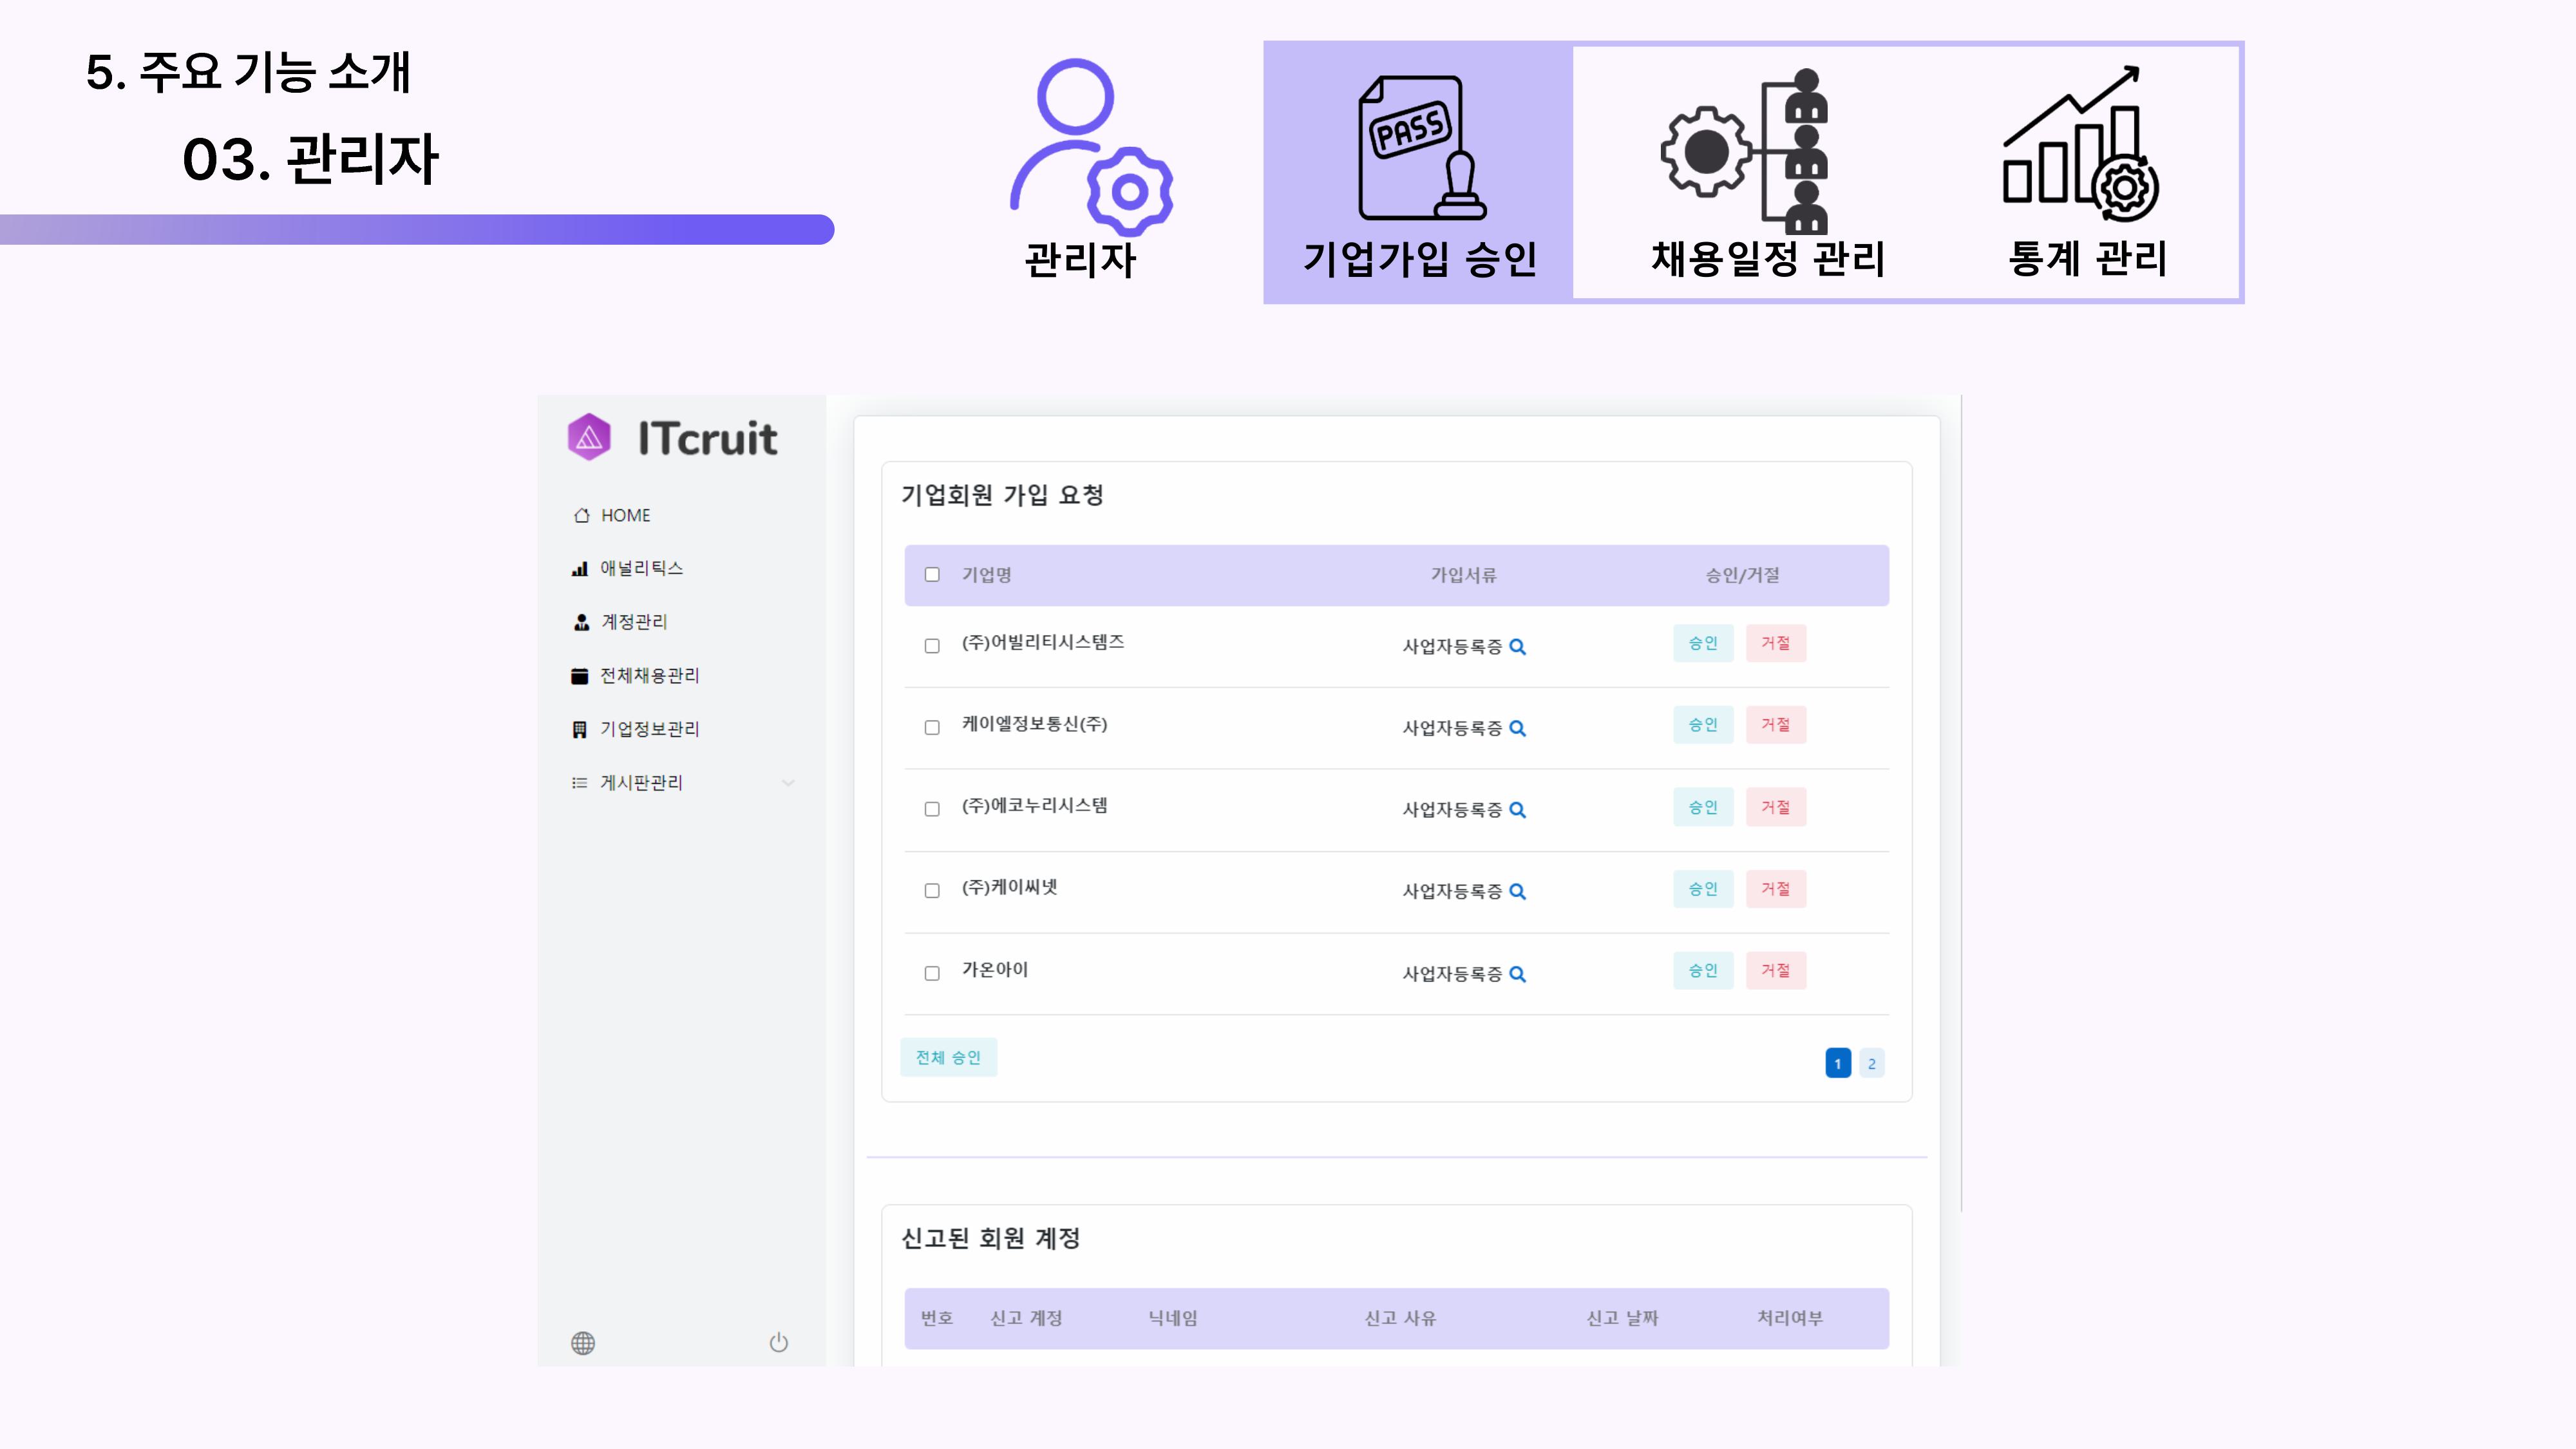 5. 주요 기능 소개
03. 관리자
관리자
PASS
기업가입 승인
채용일정 관리
통계 관리
ITcruit
HOME
애널리틱스
계정관리
전체채용관리
기업정보관리
게시판관리
기업회원 가입 요청
기업명 가입서류 승인/거절
(주)어빌리티시스템즈 사업자등록증 승인 거절
케이엘정보통신(주) 사업자등록증 승인 거절
(주)에코누리시스템 사업자등록증 승인 거절
(주)케이씨넷 사업자등록증 승인 거절
가온아이 사업자등록증 승인 거절
전체 승인 1 2
신고된 회원 계정
번호 신고 계정 닉네임 신고 사유 신고 날짜 처리여부